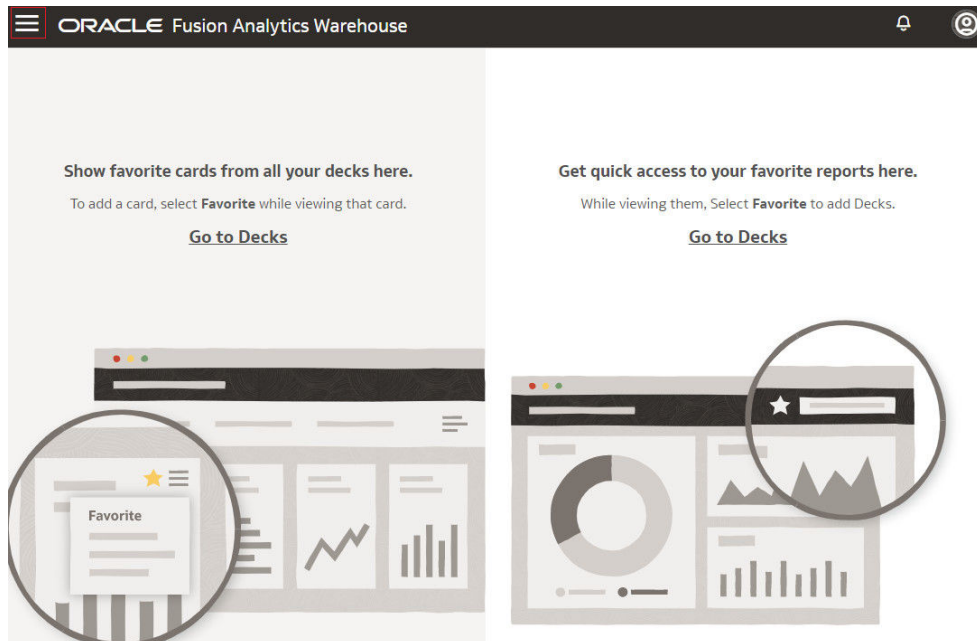 ORACLE Fusion Analytics Warehouse
Show favorite cards from all your decks here.
To add a card, select Favorite while viewing that card.
Go to Decks
Favorite
Get quick access to your favorite reports here.
While viewing them, Select Favorite to add Decks.
Go to Decks